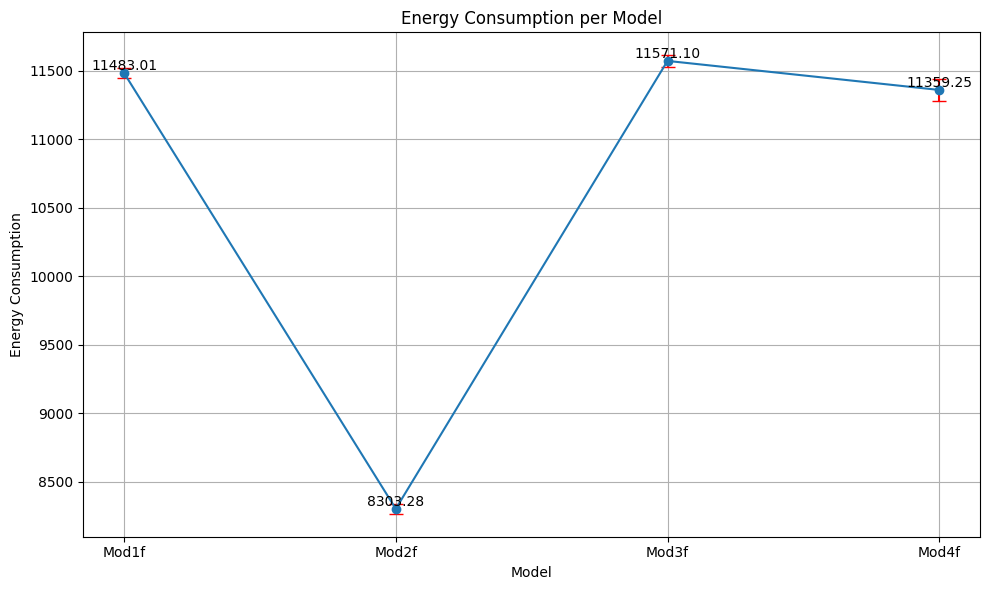 Energy Consumption per Model
Energy Consumption
11500
11000
10500
10000
9500
9000
8500
11483.01
8303.28
11571.10
11359.25
Mod1f
Mod2f
Mod3f
Mod4f
Model